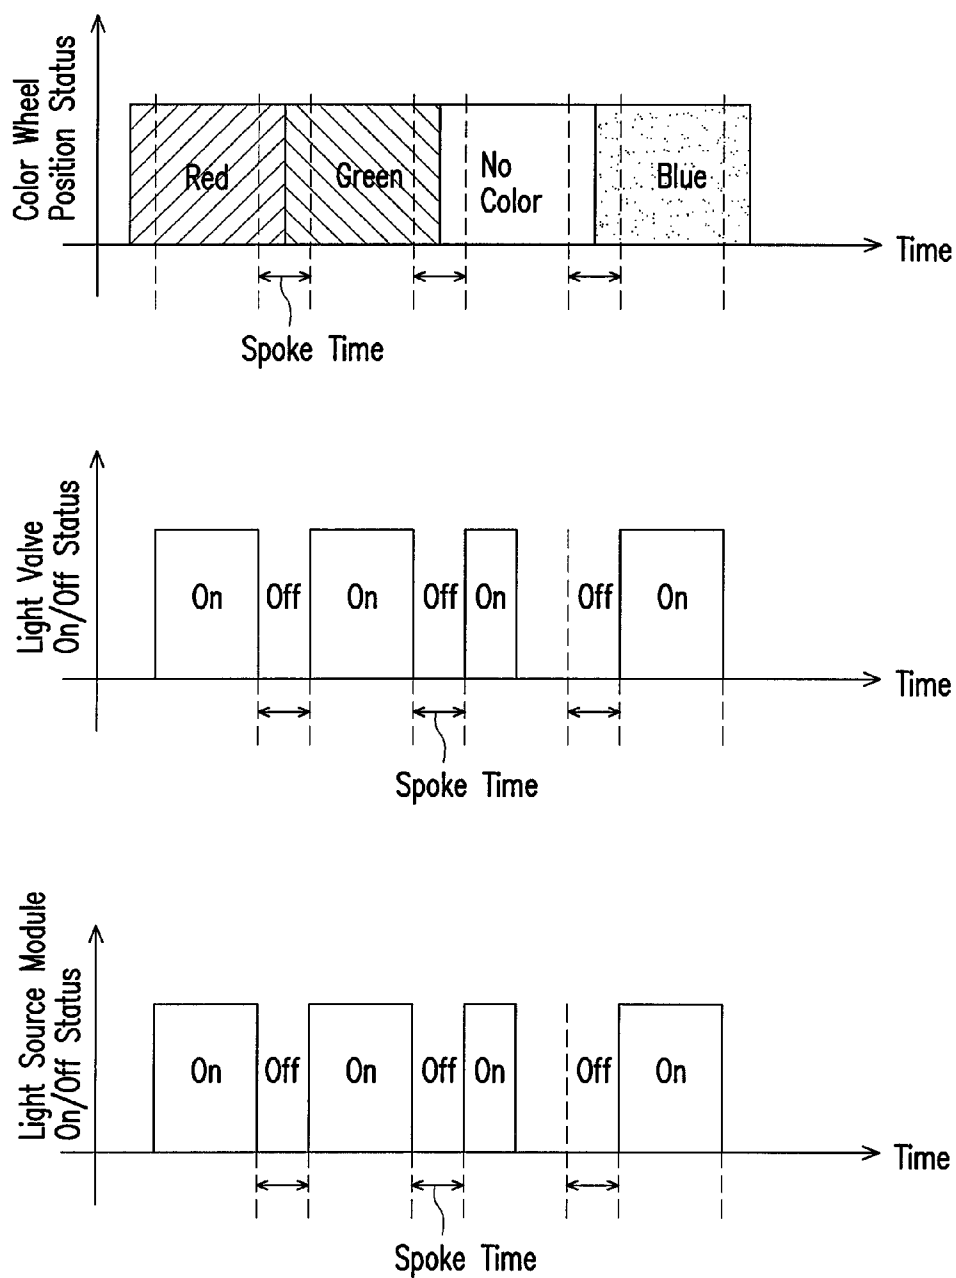 Color Wheel
Position Status
Red
Green
No
Color
Blue
Time
Spoke Time
Light Valve
On/Off Status
On
Off
On
Off
On
Off
On
Time
Spoke Time
Light Source Module
On/Off Status
On
Off
On
Off
On
Off
On
Time
Spoke Time